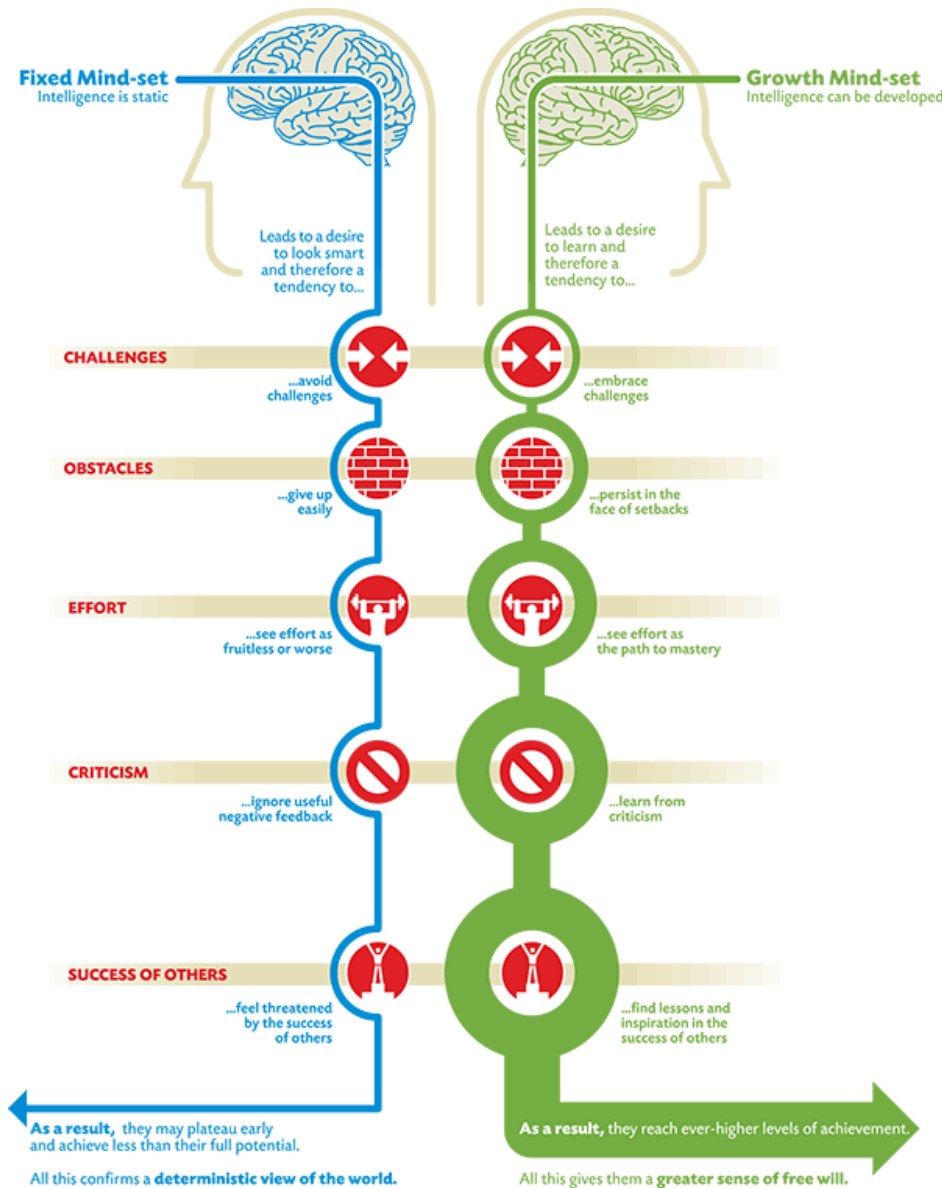 Fixed Mind-set
Intelligence is static
Growth Mind-set
Intelligence can be developed
Leads to a desire
to look smart
and therefore a
tendency to...
Leads to a desire
to learn and
therefore a
tendency to...
CHALLENGES
...avoid
challenges
...embrace
challenges
OBSTACLES
...give up
easily
...persist in the
face of setbacks
EFFORT
...see effort as
fruitless or worse
...see effort as
the path to mastery
CRITICISM
...ignore useful
negative feedback
...learn from
criticism
SUCCESS OF OTHERS
...feel threatened
by the success
of others
...find lessons and
inspiration in the
success of others
As a result, they may plateau early
and achieve less than their full potential.
All this confirms a deterministic view of the world.
As a result, they reach ever-higher levels of achievement.
All this gives them a greater sense of free will.